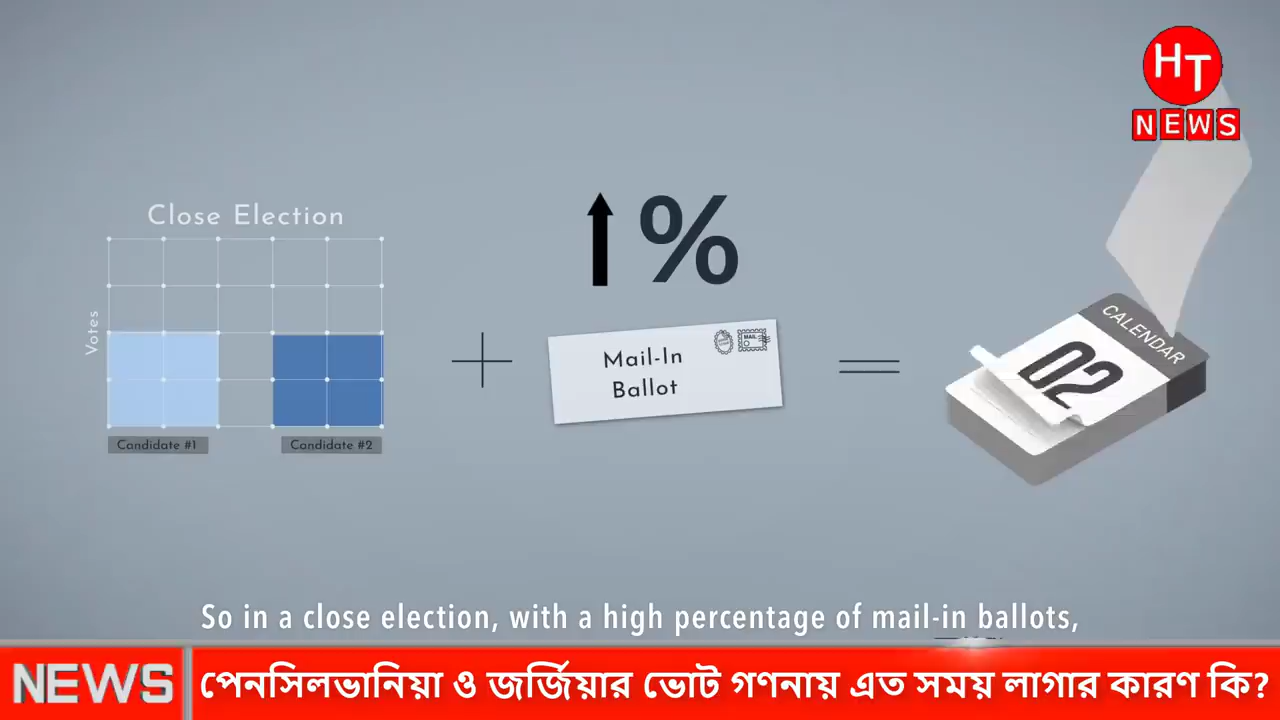 HT
NEWS
Close Election
Votes
Candidate #1
Candidate #2
%
Mail-In
Ballot
MAIL
CALENDAR
02
So in a close election, with a high percentage of mail-in ballots,
NEWS
পেনসিলভানিয়া ও জর্জিয়ার ভোট গণনায় এত সময় লাগার কারণ কি?